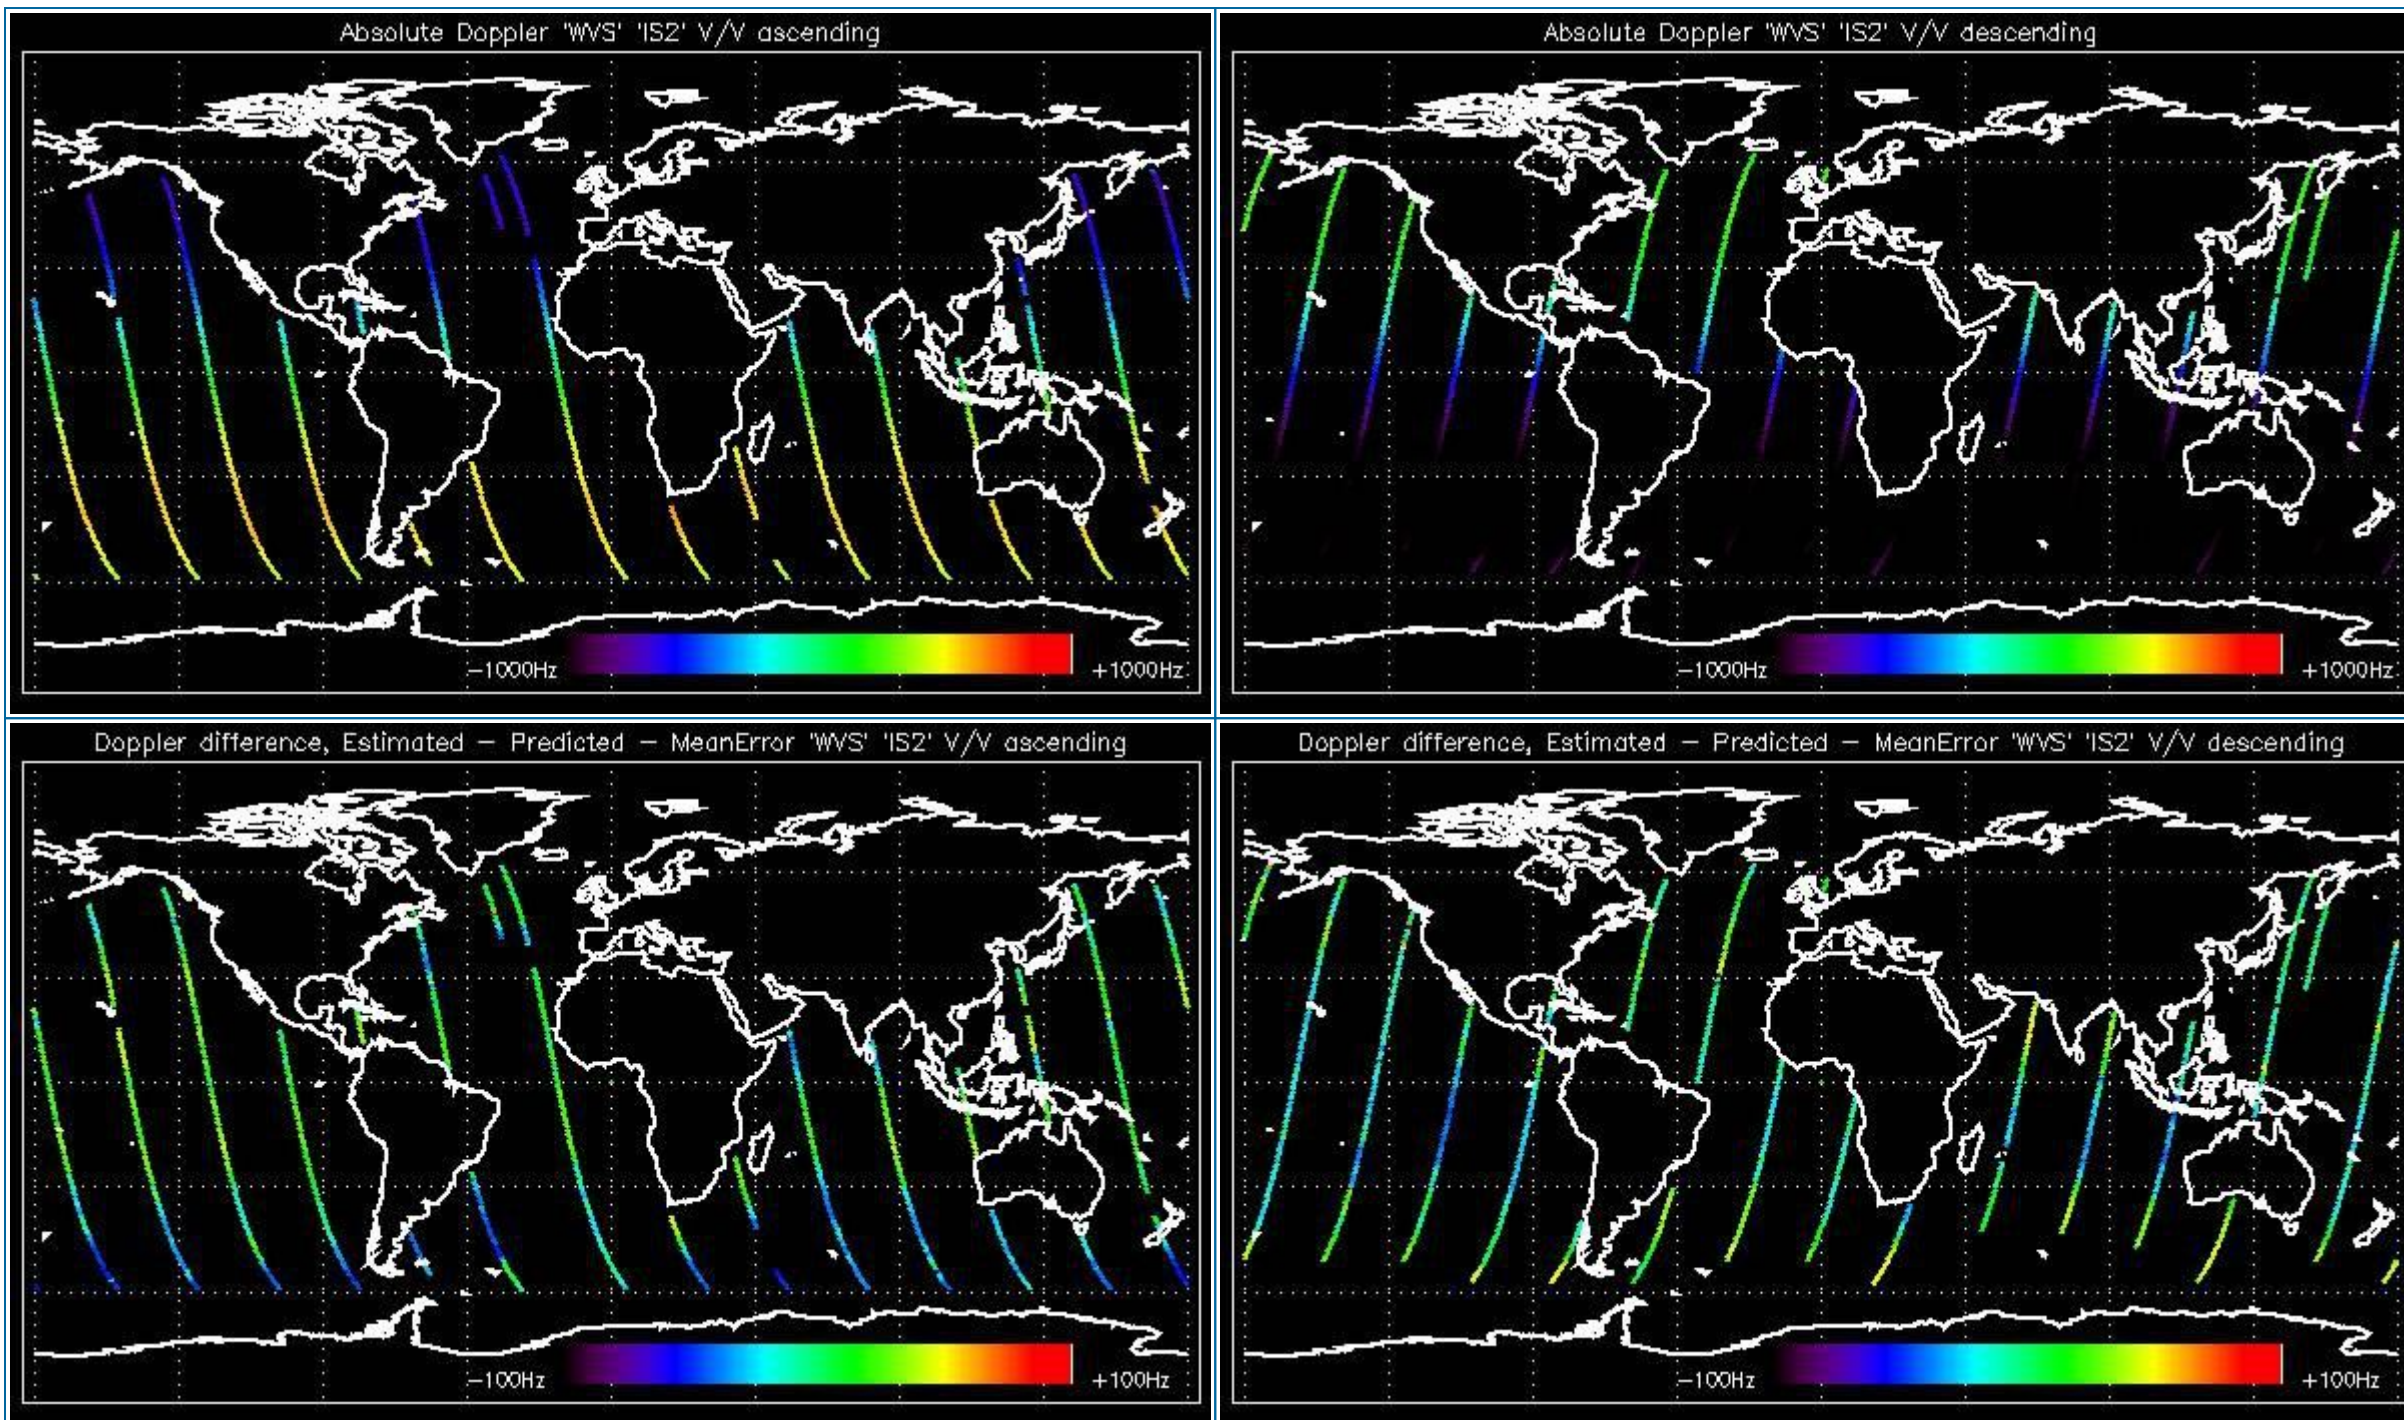 Absolute Doppler 'WVS' 'IS2' V/V ascending
-1000Hz +1000Hz
Absolute Doppler 'WVS' 'IS2' V/V descending
-1000Hz +1000Hz
Doppler difference, Estimated - Predicted - MeanError 'WVS' 'IS2' V/V ascending
-100Hz +100Hz
Doppler difference, Estimated - Predicted - MeanError 'WVS' 'IS2' V/V descending
-100Hz +100Hz